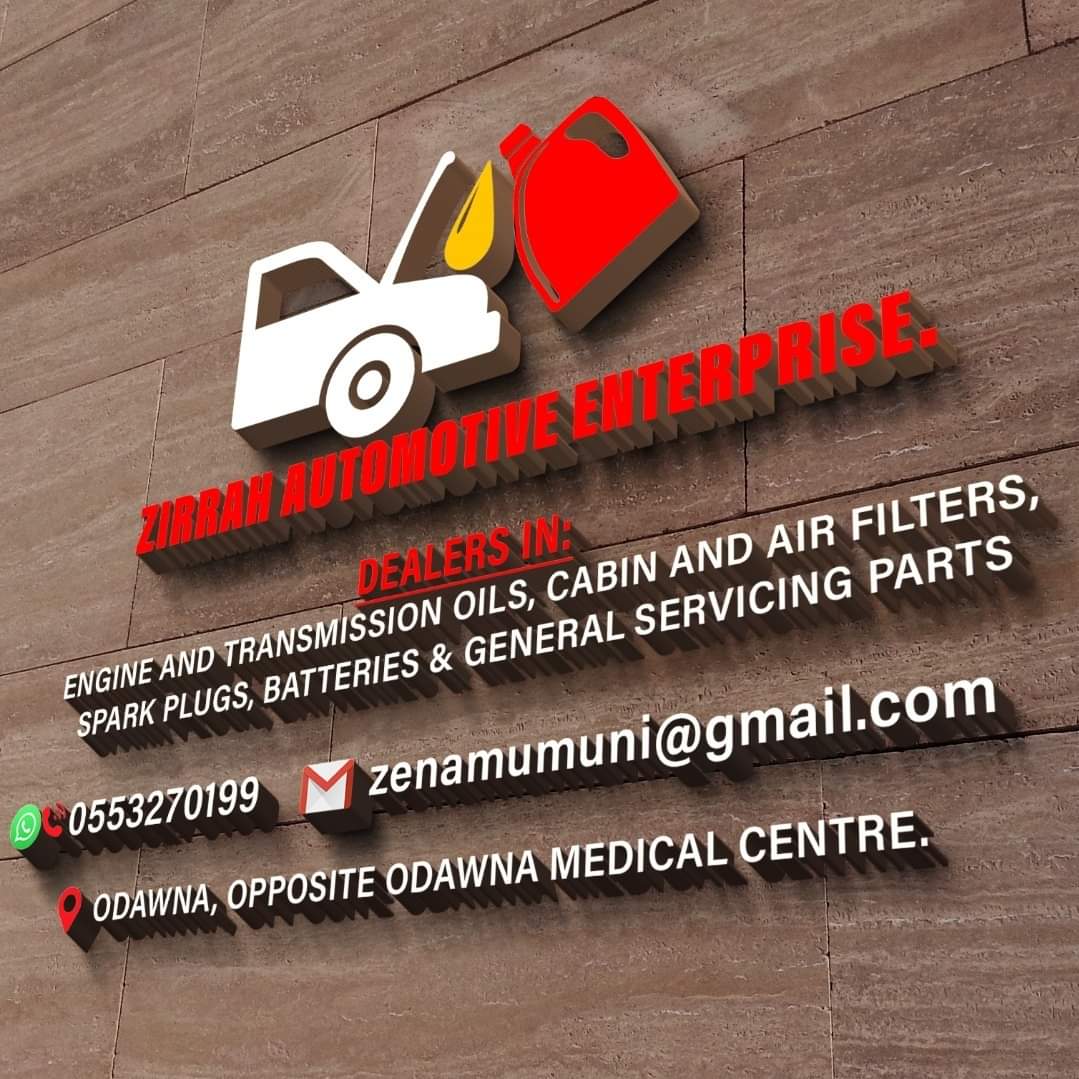 ZIRRAH AUTOMOTIVE ENTERPRISE.
DEALERS IN:
ENGINE AND TRANSMISSION OILS, CABIN AND AIR FILTERS,
SPARK PLUGS, BATTERIES & GENERAL SERVICING PARTS
0553270199 zenamumuni@gmail.com
ODAWNA, OPPOSITE ODAWNA MEDICAL CENTRE.